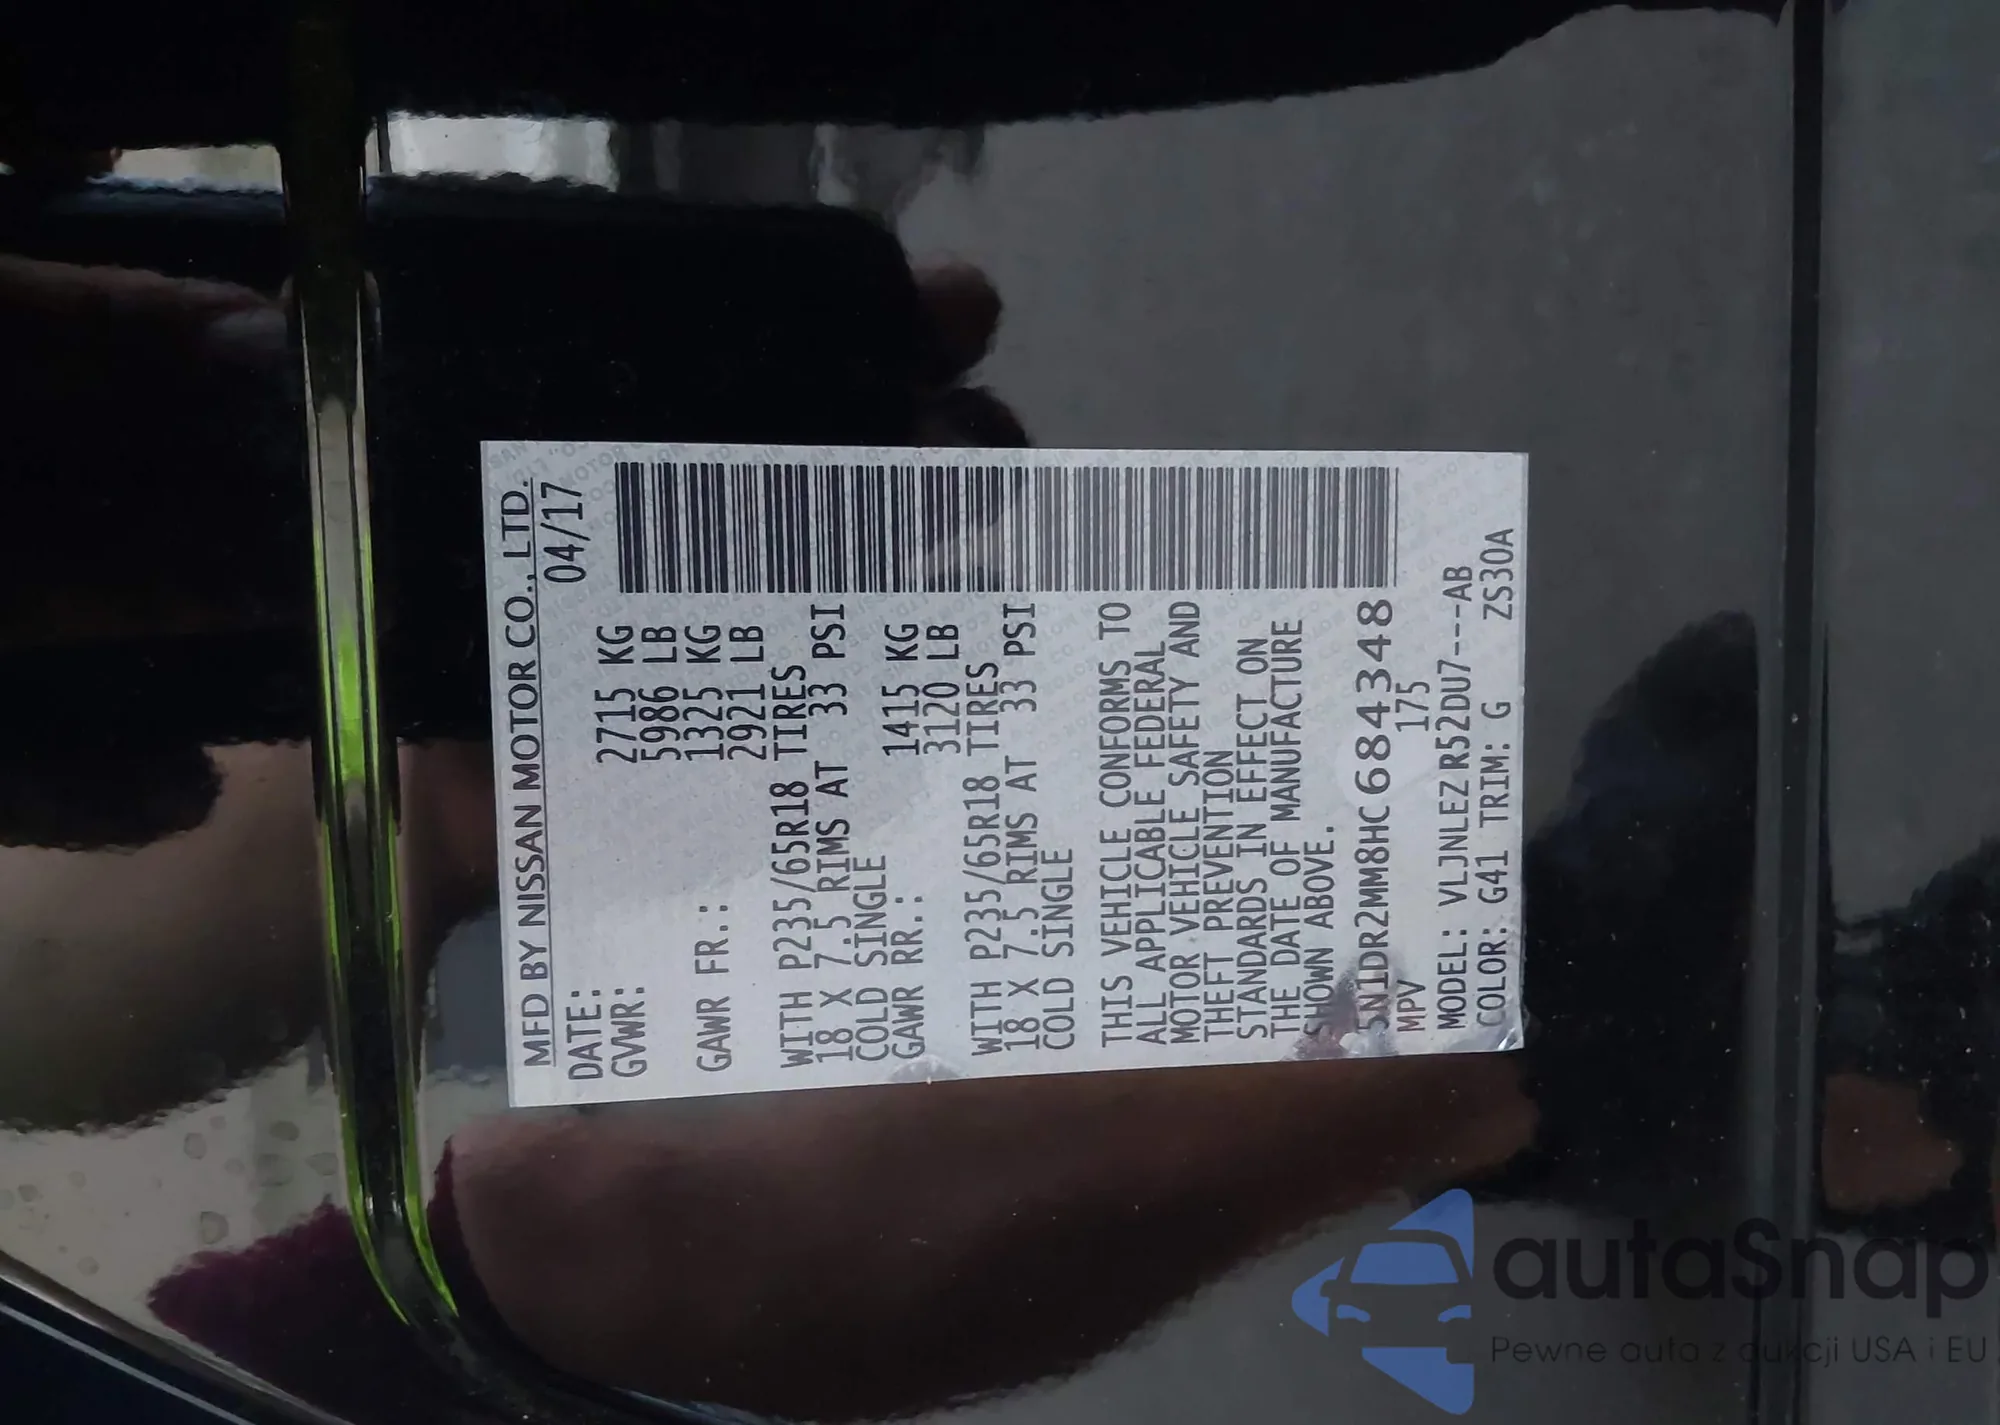 MFD BY NISSAN MOTOR CO., LTD.
DATE: 04/17
GVWR: 2715 KG
5986 LB
GAWR FR.: 1325 KG
2921 LB
WITH P235/65R18 TIRES
18 X 7.5 RIMS AT 33 PSI
COLD SINGLE
GAWR RR.: 1415 KG
3120 LB
WITH P235/65R18 TIRES
18 X 7.5 RIMS AT 33 PSI
COLD SINGLE
THIS VEHICLE CONFORMS TO
ALL APPLICABLE FEDERAL
MOTOR VEHICLE SAFETY AND
THEFT PREVENTION
STANDARDS IN EFFECT ON
THE DATE OF MANUFACTURE
SHOWN ABOVE.
5N1DR2MM8HC684348
MPV 175
MODEL: VLJNLEZ R52DU7---AB
COLOR: G41 TRIM: G ZS30A
autaSnap
Pewne auta z aukcji USA i EU